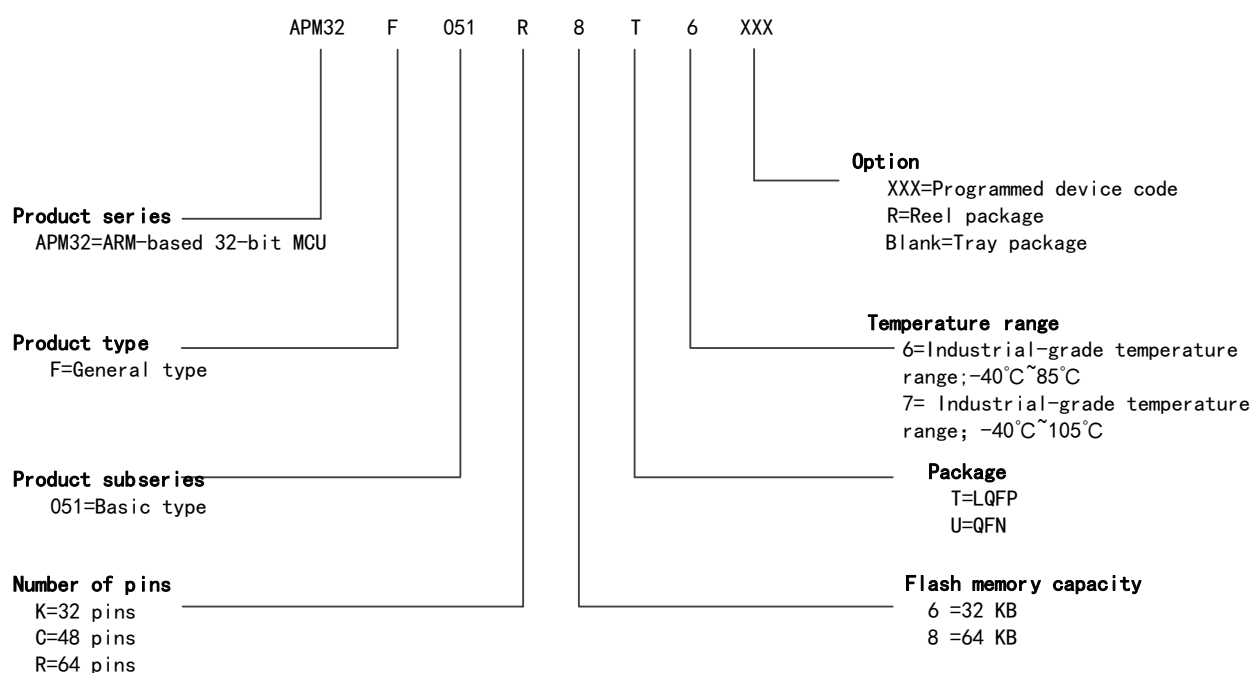 APM32 F 051 R 8 T 6 XXX
Option
XXX=Programmed device code
R=Reel package
Blank=Tray package
Product series
APM32=ARM-based 32-bit MCU
Temperature range
6=Industrial-grade temperature
range;-40℃~85℃
7= Industrial-grade temperature
range; -40℃~105℃
Product type
F=General type
Package
T=LQFP
U=QFN
Product subseries
051=Basic type
Flash memory capacity
6 =32 KB
8 =64 KB
Number of pins
K=32 pins
C=48 pins
R=64 pins